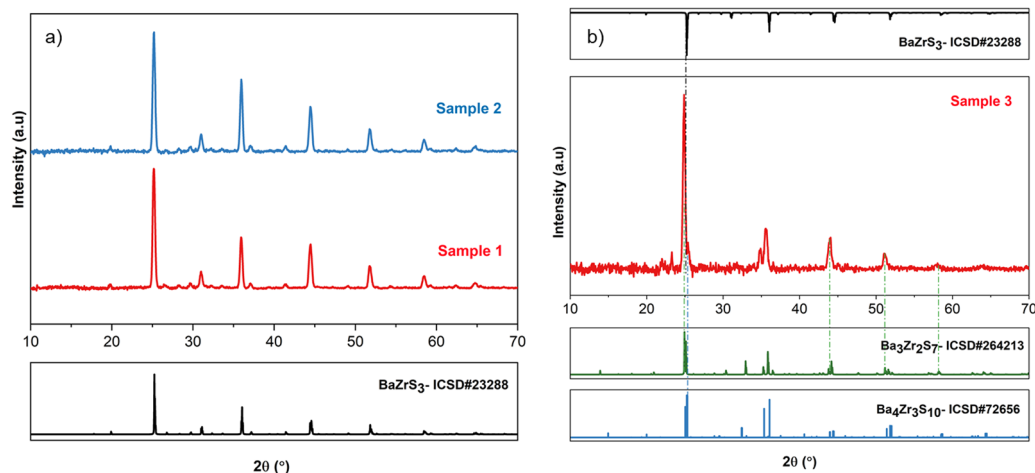 a)
Sample 2
Sample 1
Intensity (a.u)
10 20 30 40 50 60 70
BaZrS₃- ICSD#23288
2θ (°)
b)
BaZrS₃- ICSD#23288
Sample 3
Intensity (a.u)
10 20 30 40 50 60 70
Ba₃Zr₂S₇- ICSD#264213
Ba₄Zr₃S₁₀- ICSD#72656
2θ (°)